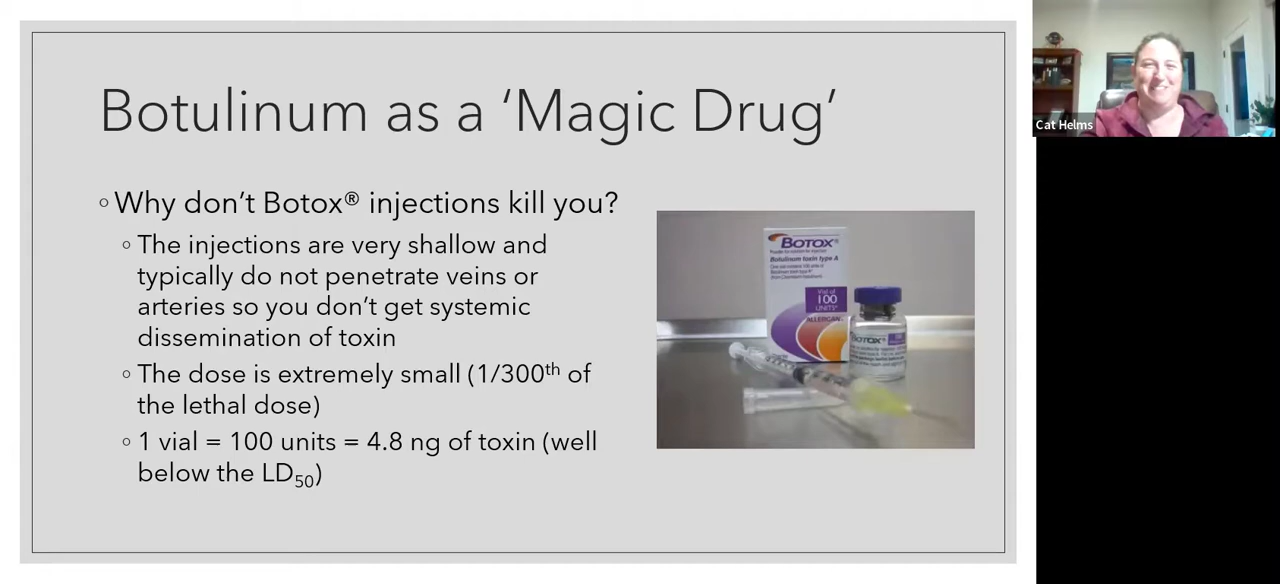 Botulinum as a ‘Magic Drug’
◦ Why don’t Botox® injections kill you?
◦ The injections are very shallow and
typically do not penetrate veins or
arteries so you don’t get systemic
dissemination of toxin
◦ The dose is extremely small (1/300th of
the lethal dose)
◦ 1 vial = 100 units = 4.8 ng of toxin (well
below the LD50)
BOTOX®
Botulinum toxin type A
Vial of
100
UNITS
ALLERGAN
BOTOX®
Cat Helms